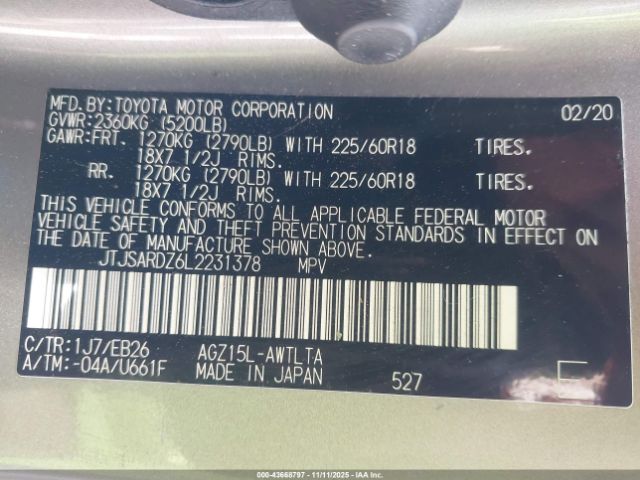 MFD.BY:TOYOTA MOTOR CORPORATION 02/20
GVWR:2360KG (5200LB)
GAWR:FRT. 1270KG (2790LB) WITH 225/60R18 TIRES.
18X7 1/2J RIMS.
RR. 1270KG (2790LB) WITH 225/60R18 TIRES.
18X7 1/2J RIMS.
THIS VEHICLE CONFORMS TO ALL APPLICABLE FEDERAL MOTOR
VEHICLE SAFETY AND THEFT PREVENTION STANDARDS IN EFFECT ON
THE DATE OF MANUFACTURE SHOWN ABOVE.
JTJSARDZ6L2231378 MPV
C/TR:1J7/EB26 AGZ15L-AWTLTA
A/TM:-04A/U661F MADE IN JAPAN 527 E
000-43668797 - 11/11/2025 - IAAI.COM